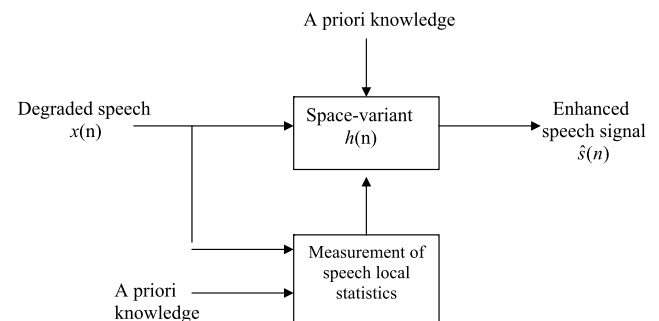 A priori knowledge
Degraded speech
x(n)
Space-variant
h(n)
Enhanced
speech signal
ŝ(n)
Measurement of
speech local
statistics
A priori
knowledge